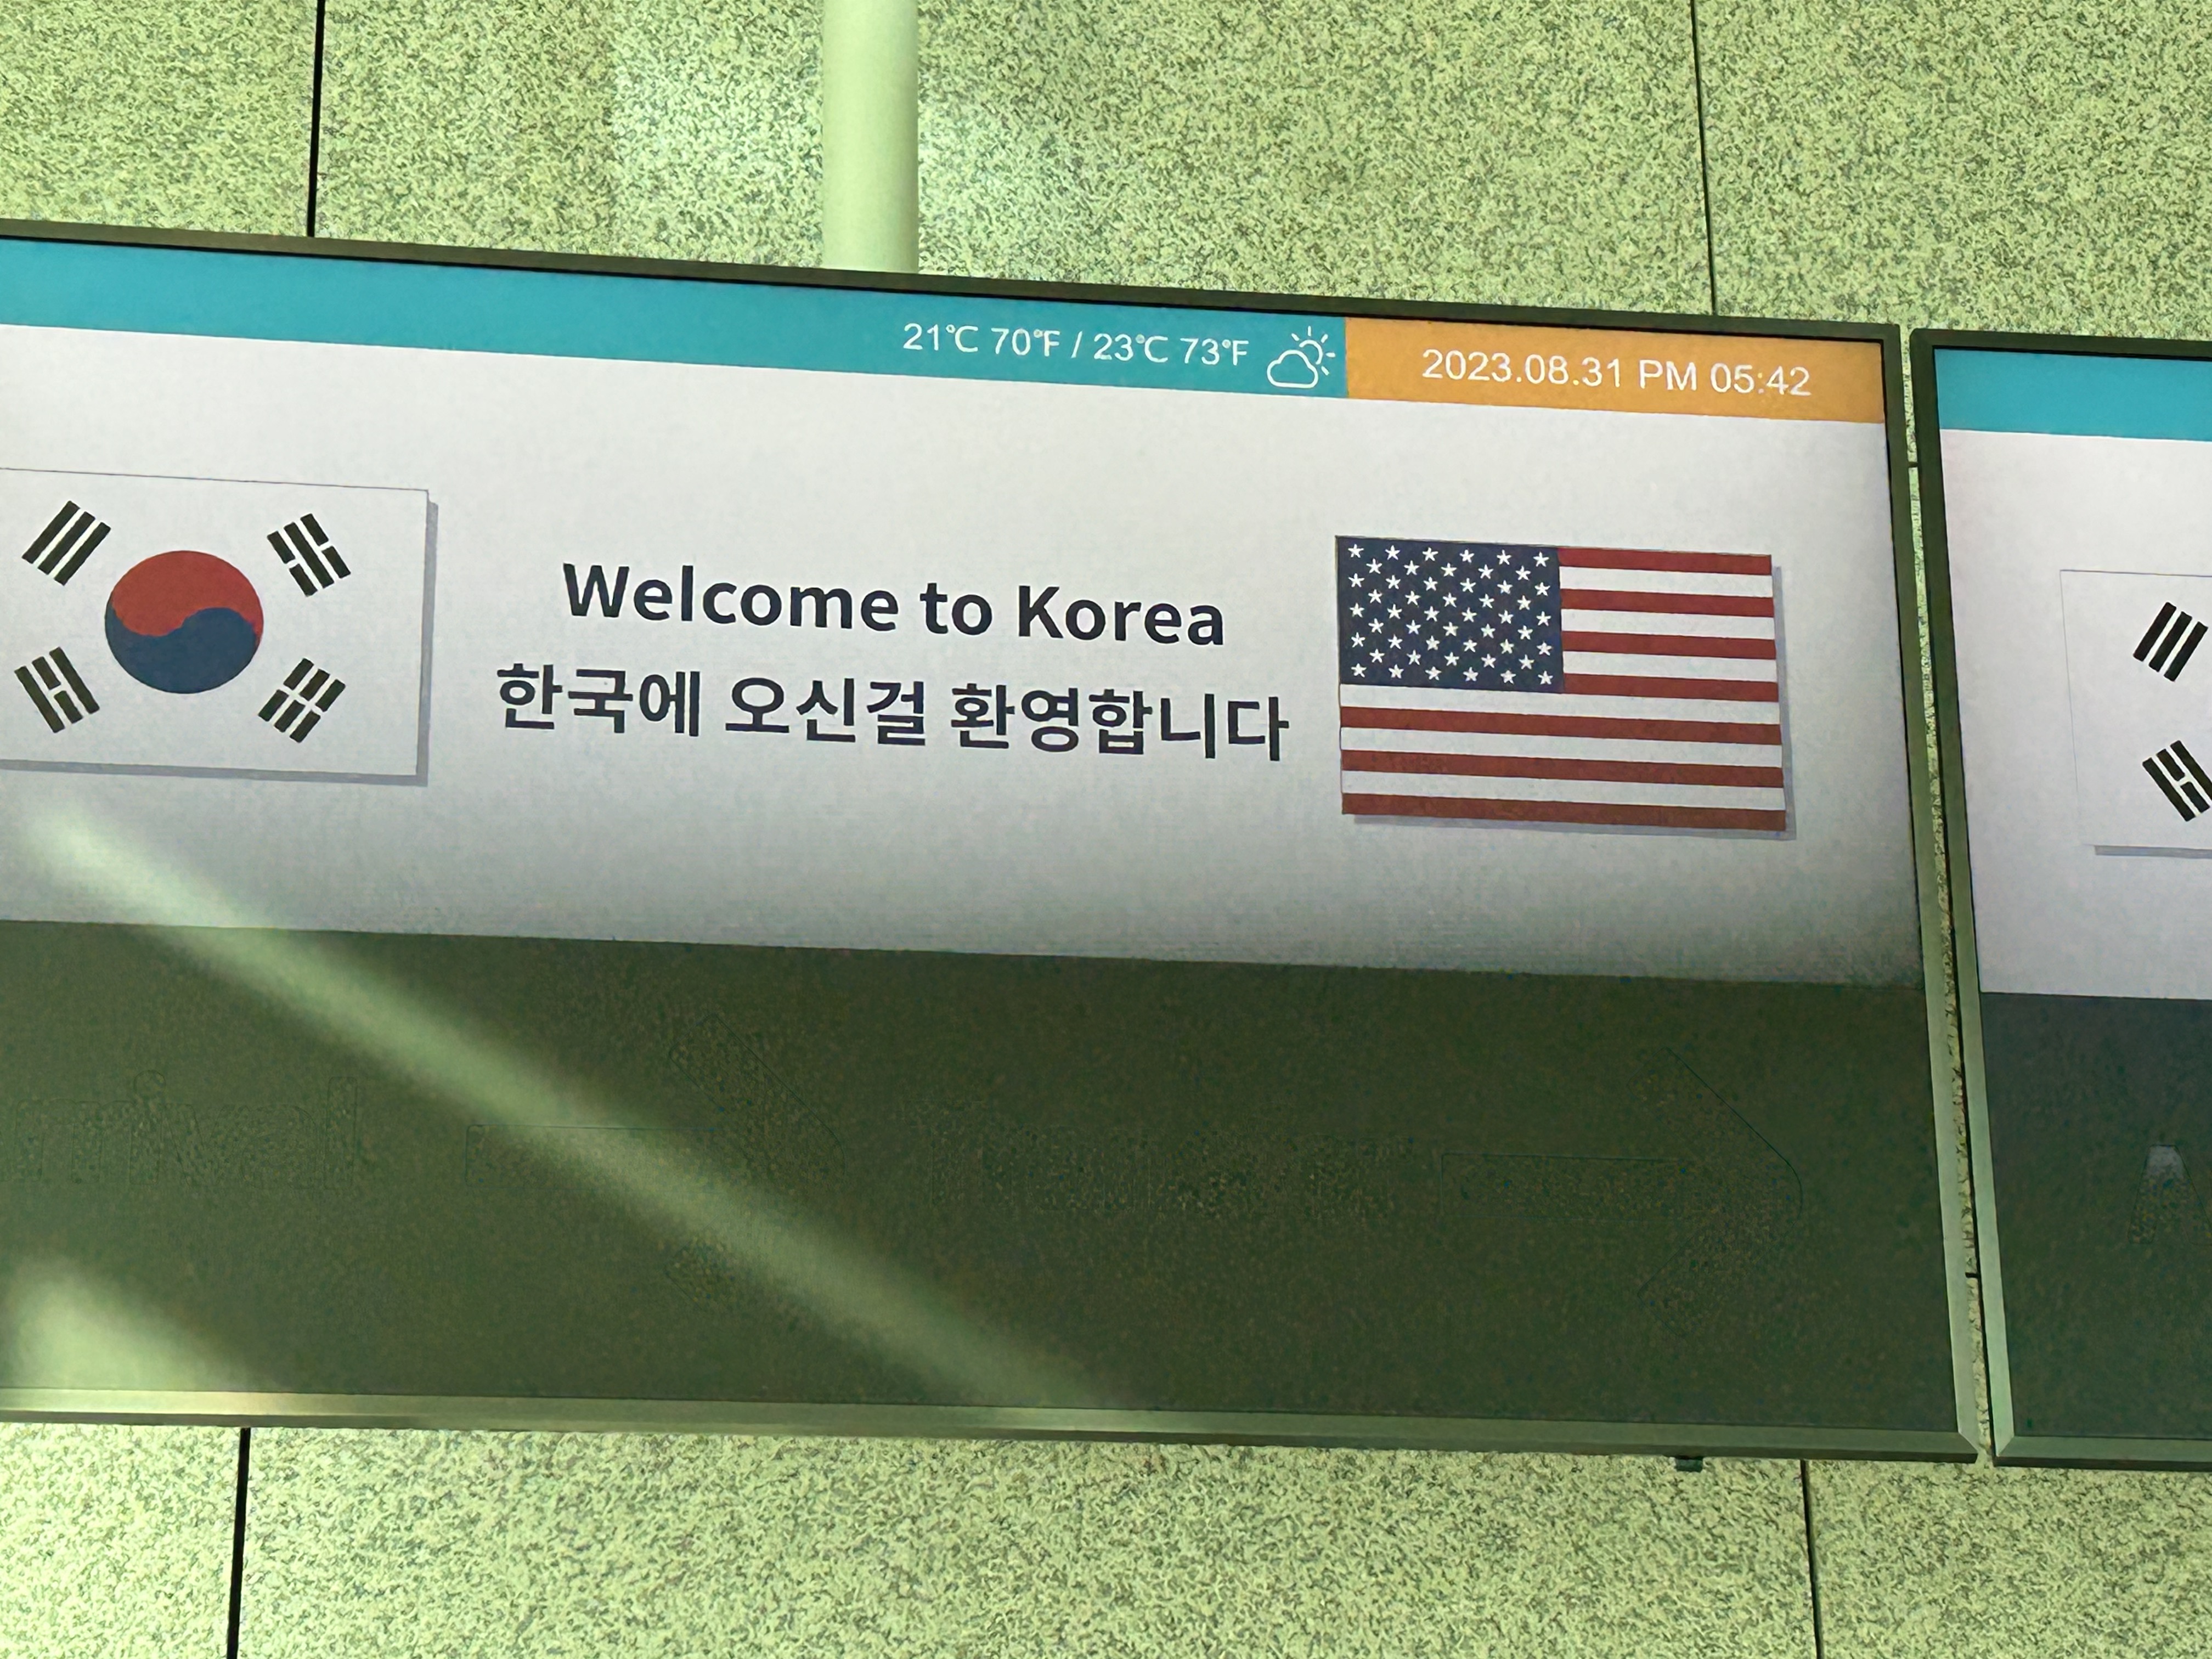 21℃ 70℉ / 23℃ 73℉
2023.08.31 PM 05:42
Welcome to Korea
한국에 오신걸 환영합니다